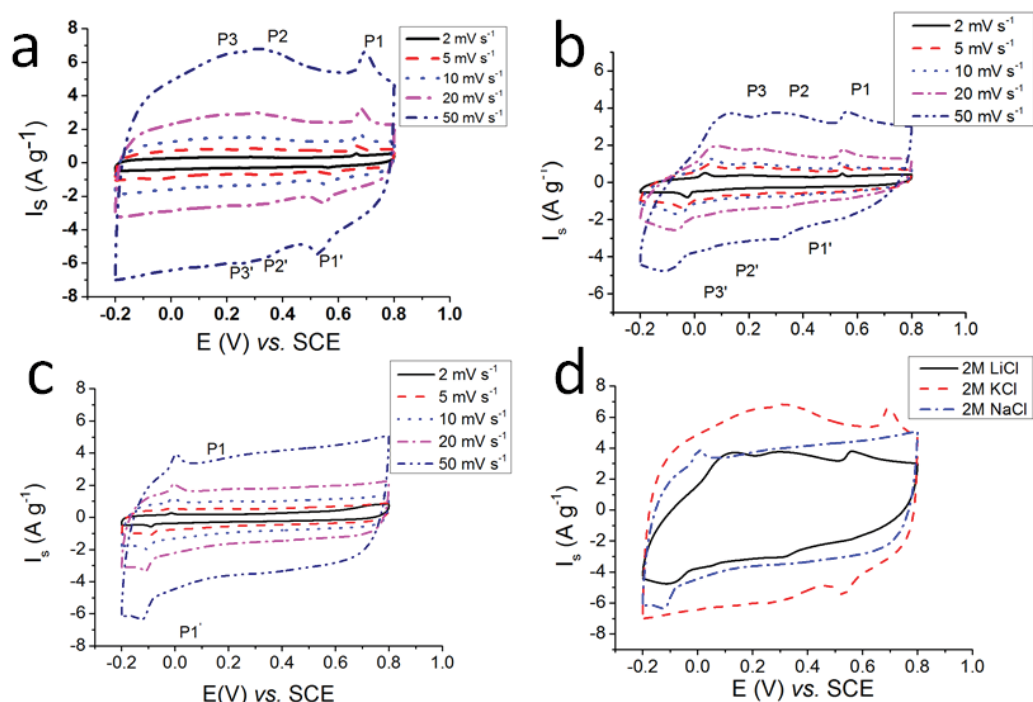 a
P3 P2 P1
2 mV s⁻¹
5 mV s⁻¹
10 mV s⁻¹
20 mV s⁻¹
50 mV s⁻¹
8
6
4
2
0
-2
-4
-6
-8
Is (A g⁻¹)
P3' P2' P1'
-0.2 0.0 0.2 0.4 0.6 0.8 1.0
E (V) vs. SCE
b
P3 P2 P1
2 mV s⁻¹
5 mV s⁻¹
10 mV s⁻¹
20 mV s⁻¹
50 mV s⁻¹
6
4
2
0
-2
-4
-6
Is (A g⁻¹)
P1'
P2'
P3'
-0.2 0.0 0.2 0.4 0.6 0.8 1.0
E (V) vs. SCE
c
P1
2 mV s⁻¹
5 mV s⁻¹
10 mV s⁻¹
20 mV s⁻¹
50 mV s⁻¹
8
6
4
2
0
-2
-4
-6
-8
Is (A g⁻¹)
P1'
-0.2 0.0 0.2 0.4 0.6 0.8 1.0
E(V) vs. SCE
d
2M LiCl
2M KCl
2M NaCl
8
6
4
2
0
-2
-4
-6
-8
Is (A g⁻¹)
-0.2 0.0 0.2 0.4 0.6 0.8 1.0
E (V) vs. SCE